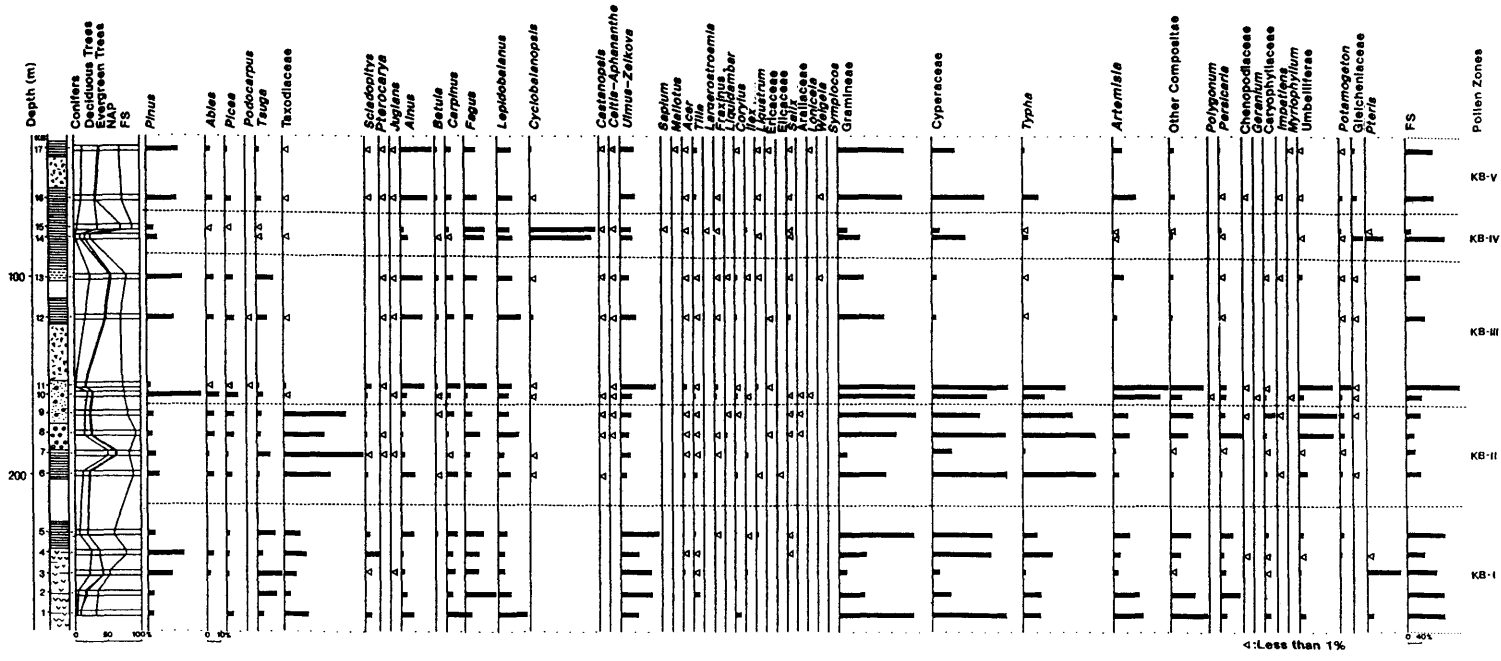 Depth (m)
Conifers
Deciduous Trees
Evergreen Trees
NAP
FS
Pinus
Abies
Picea
Podocarpus
Tsuga
Taxodiaceae
Sciadopitys
Pterocarya
Juglans
Alnus
Betula
Carpinus
Fagus
Lepidobalanus
Cyclobalanopsis
Castanopsis
Celtis-Aphananthe
Ulmus-Zelkova
Sapium
Mallotus
Acer
Tilia
Lagerostroemia
Fraxinus
Liquidamber
Corylus
Ilex
Ligustrum
Ericaceae
Salix
Araliaceae
Lonicera
Weigela
Symplocos
Gramineae
Cyperaceae
Typha
Artemisia
Other Compositae
Polygonum
Persicaria
Chenopodiaceae
Geranium
Caryophyllaceae
Impatiens
Myriophyllum
Umbelliferae
Potamogeton
Gleicheniaceae
Pteris
FS
Pollen Zones
17
KB-V
16
15
14
KB-IV
100
13
12
KB-III
11
10
9
8
7
KB-II
200
6
5
4
3
KB-I
2
1
0 50 100%
0 10%
0 40%
◁:Less than 1%